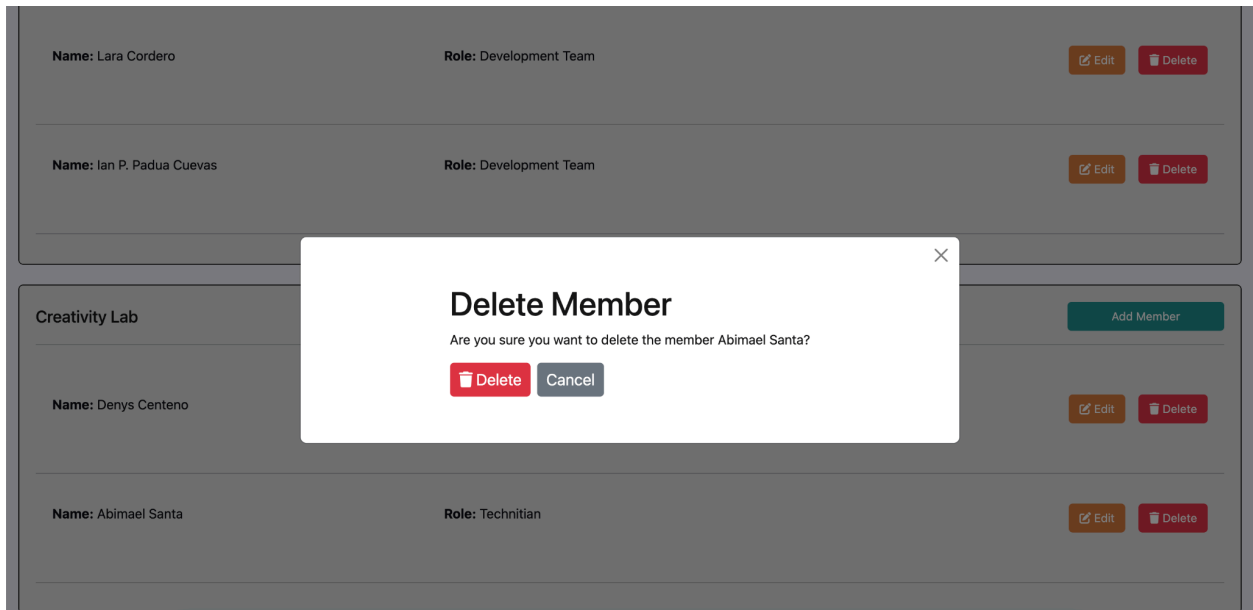 Name: Lara Cordero Role: Development Team Edit Delete
Name: Ian P. Padua Cuevas Role: Development Team Edit Delete
Delete Member
Are you sure you want to delete the member Abimael Santa?
Delete Cancel
Creativity Lab Add Member
Name: Denys Centeno Edit Delete
Name: Abimael Santa Role: Technitian Edit Delete